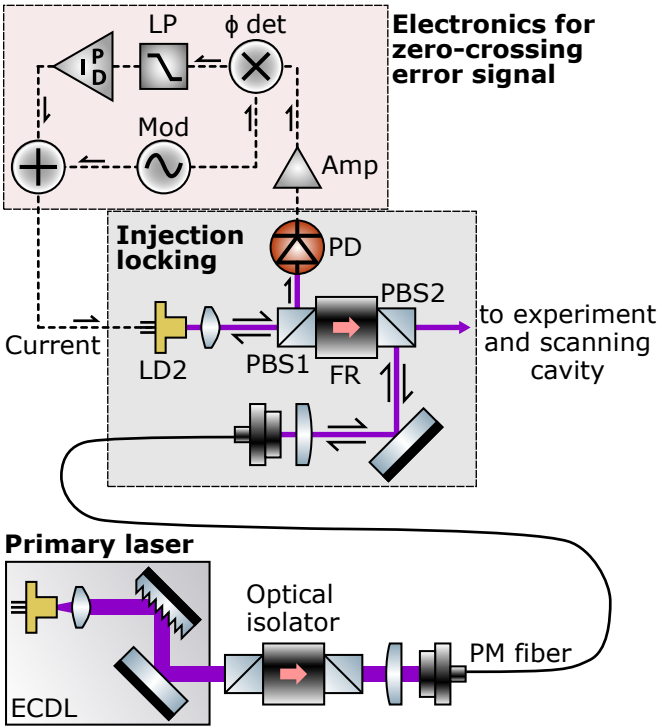 Electronics for
zero-crossing
error signal
LP
ϕ det
I
P
D
Mod
Amp
Injection
locking
PD
PBS2
to experiment
and scanning
cavity
Current
LD2
PBS1
FR
Primary laser
Optical
isolator
PM fiber
ECDL